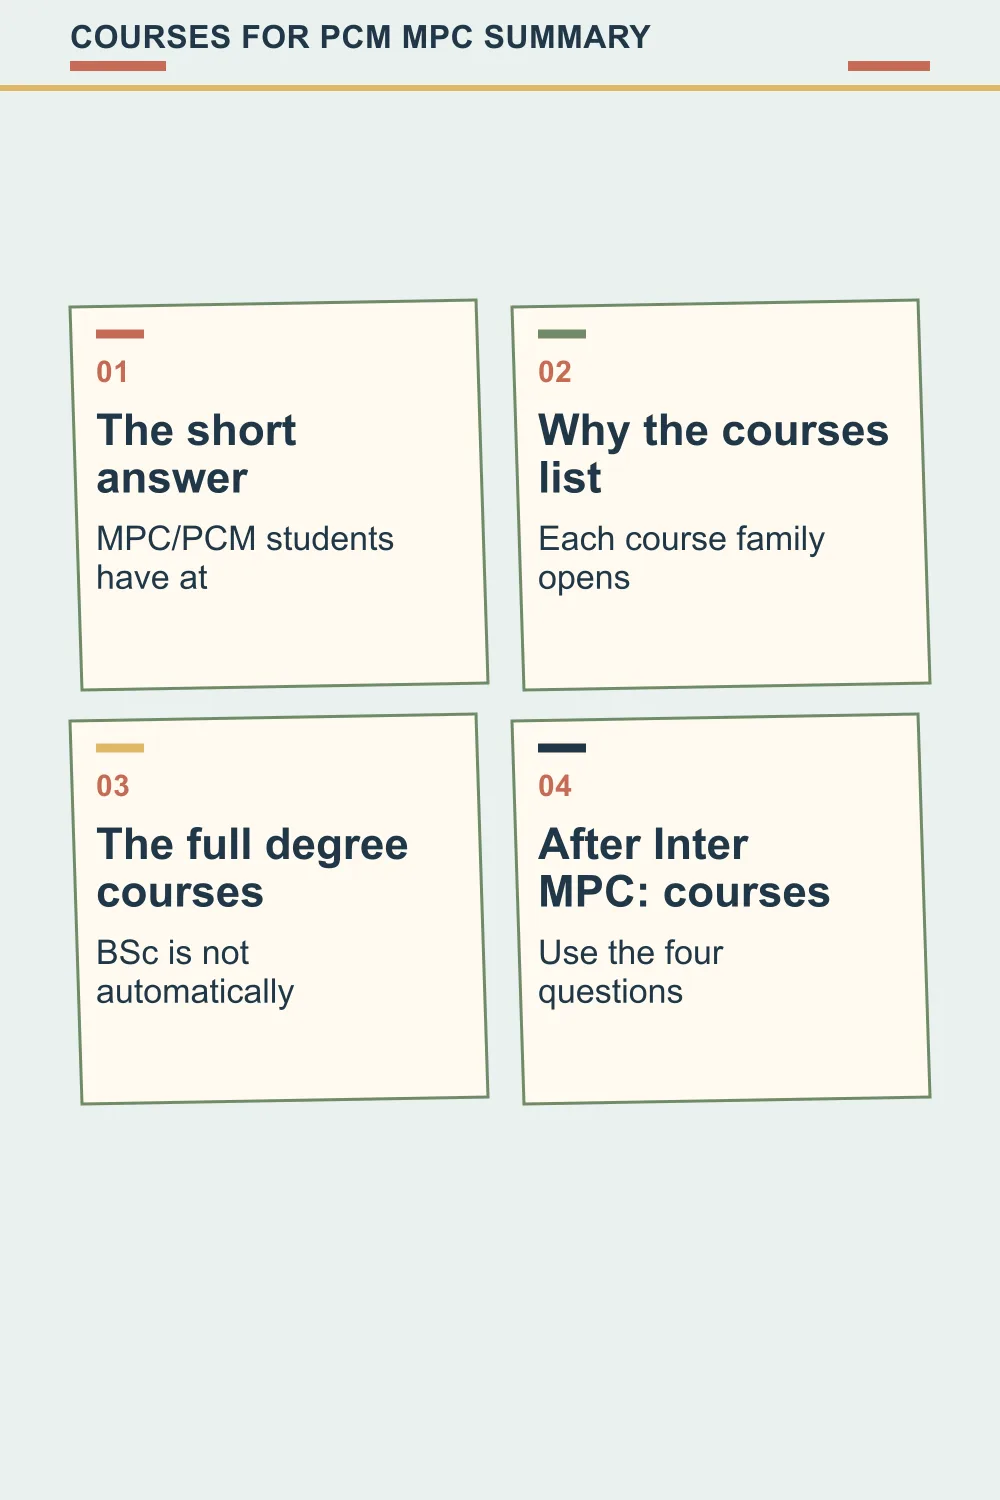 COURSES FOR PCM MPC SUMMARY
01
The short
answer
MPC/PCM students
have at
02
Why the courses
list
Each course family
opens
03
The full degree
courses
BSc is not
automatically
04
After Inter
MPC: courses
Use the four
questions